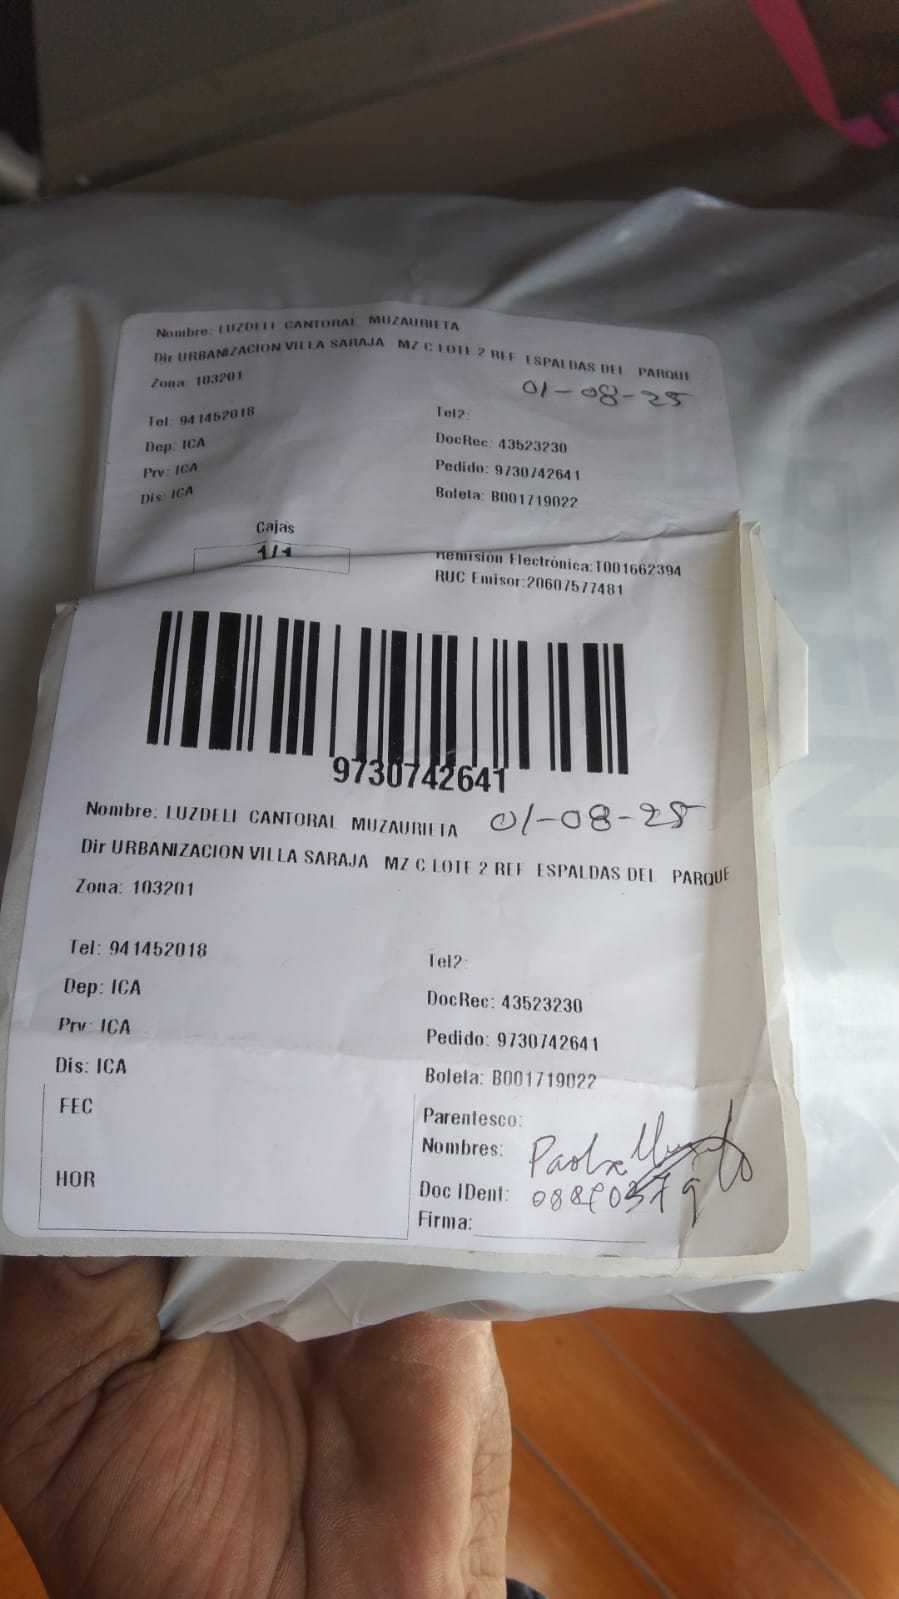 Nombre: LUZDELI CANTORAL MUZAURIETA
Dir URBANIZACION VILLA SARAJA MZ C LOTE 2 REF ESPALDAS DEL PARQUE
Zona: 103201
01-08-25
Tel: 941452018
Tel2:
Dep: ICA
DocRec: 43523230
Prv: ICA
Pedido: 9730742641
Dis: ICA
Boleta: B001719022
Cajas
1/1
Remisión Electrónica:T001662394
RUC Emisor:20607577481
9730742641
Nombre: LUZDELI CANTORAL MUZAURIETA 01-08-25
Dir URBANIZACION VILLA SARAJA MZ C LOTE 2 REF ESPALDAS DEL PARQUE
Zona: 103201
Tel: 941452018
Tel2:
Dep: ICA
DocRec: 43523230
Prv: ICA
Pedido: 9730742641
Dis: ICA
Boleta: B001719022
FEC
Parentesco:
Nombres:
HOR
Doc IDent:
Firma: